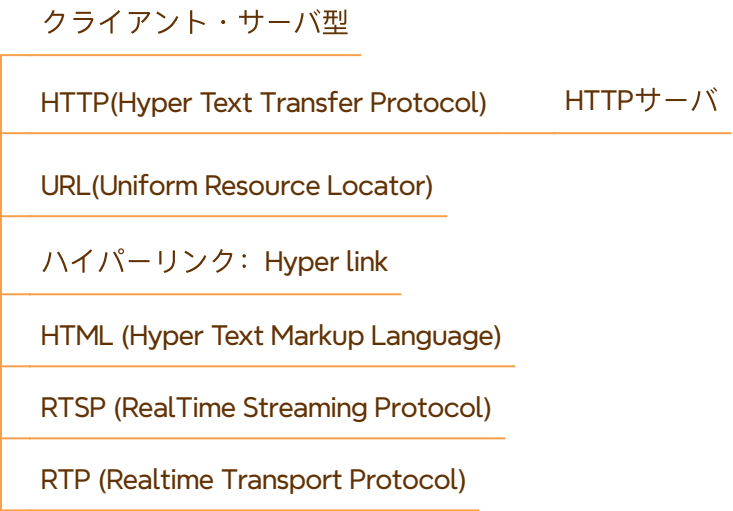 クライアント・サーバ型
HTTP(Hyper Text Transfer Protocol)
HTTPサーバ
URL(Uniform Resource Locator)
ハイパーリンク：Hyper link
HTML (Hyper Text Markup Language)
RTSP (RealTime Streaming Protocol)
RTP (Realtime Transport Protocol)